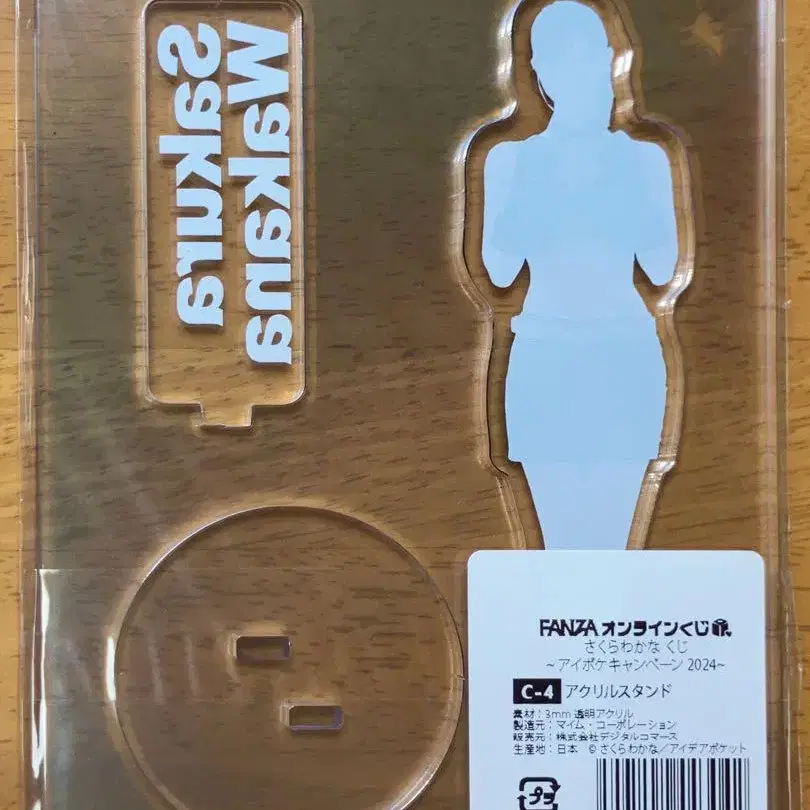 Wakana
Sakura
FANZA オンラインくじ
さくらわかな くじ
~アイポケキャンペーン 2024~
C-4 アクリルスタンド
素材：3mm 透明アクリル
製造元：マイム・コーポレーション
販売元：株式会社デジタルコマース
生産地：日本 © さくらわかな／アイデアポケット
プラ